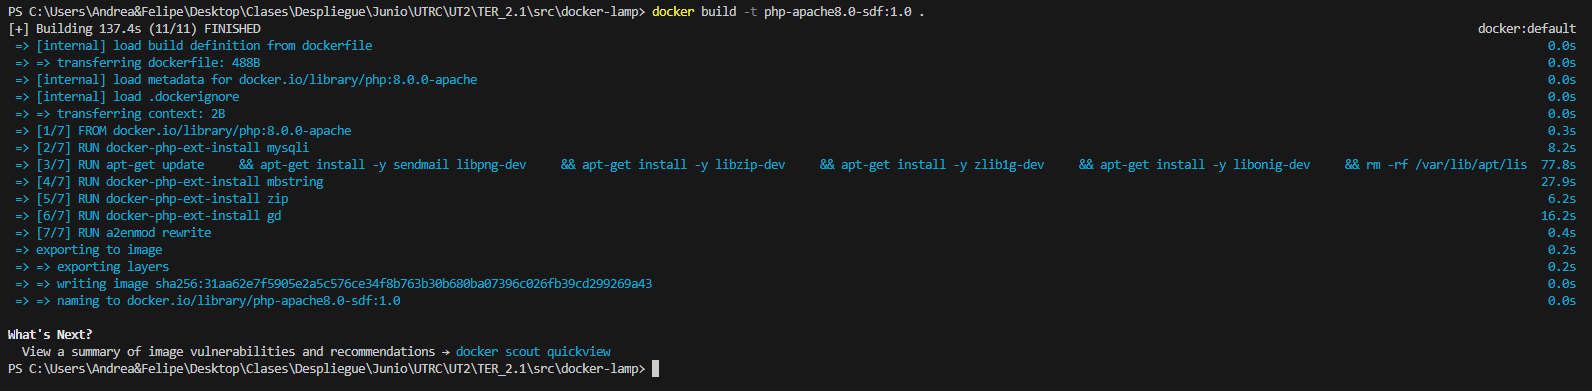 PS C:\Users\Andrea&Felipe\Desktop\Clases\Despliegue\Junio\UTRC\UT2\TER_2.1\src\docker-lamp> docker build -t php-apache8.0-sdf:1.0 .
[+] Building 137.4s (11/11) FINISHED docker:default
=> [internal] load build definition from dockerfile 0.0s
=> => transferring dockerfile: 488B 0.0s
=> [internal] load metadata for docker.io/library/php:8.0.0-apache 0.0s
=> [internal] load .dockerignore 0.0s
=> => transferring context: 2B 0.0s
=> [1/7] FROM docker.io/library/php:8.0.0-apache 0.3s
=> [2/7] RUN docker-php-ext-install mysqli 8.2s
=> [3/7] RUN apt-get update && apt-get install -y sendmail libpng-dev && apt-get install -y libzip-dev && apt-get install -y zlib1g-dev && apt-get install -y libonig-dev && rm -rf /var/lib/apt/lis 77.8s
=> [4/7] RUN docker-php-ext-install mbstring 27.9s
=> [5/7] RUN docker-php-ext-install zip 6.2s
=> [6/7] RUN docker-php-ext-install gd 16.2s
=> [7/7] RUN a2enmod rewrite 0.4s
=> exporting to image 0.2s
=> => exporting layers 0.2s
=> => writing image sha256:31aa62e7f5905e2a5c576ce34f8b763b30b680ba07396c026fb39cd299269a43 0.0s
=> => naming to docker.io/library/php-apache8.0-sdf:1.0 0.0s
What's Next?
View a summary of image vulnerabilities and recommendations → docker scout quickview
PS C:\Users\Andrea&Felipe\Desktop\Clases\Despliegue\Junio\UTRC\UT2\TER_2.1\src\docker-lamp>